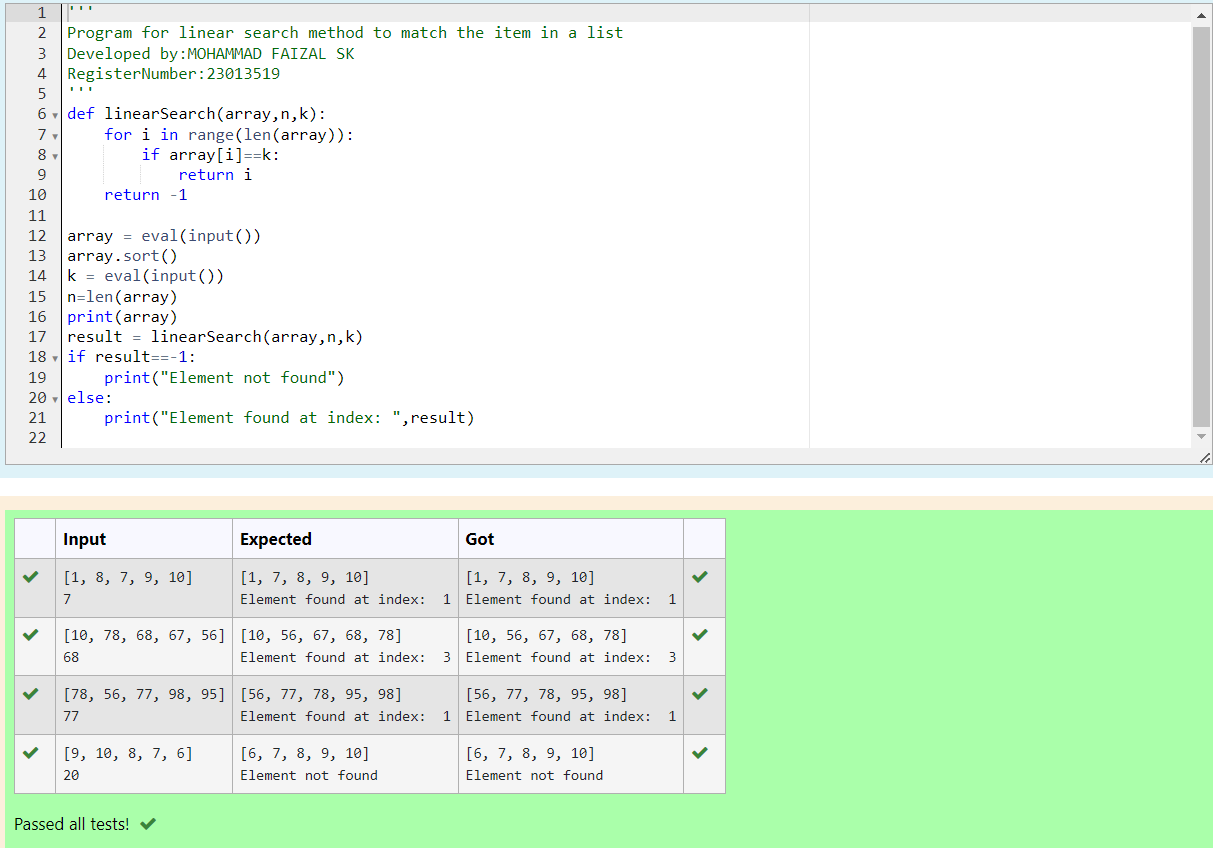 1 '''
2 Program for linear search method to match the item in a list
3 Developed by:MOHAMMAD FAIZAL SK
4 RegisterNumber:23013519
5 '''
6 def linearSearch(array,n,k):
7     for i in range(len(array)):
8         if array[i]==k:
9             return i
10     return -1
11
12 array = eval(input())
13 array.sort()
14 k = eval(input())
15 n=len(array)
16 print(array)
17 result = linearSearch(array,n,k)
18 if result==-1:
19     print("Element not found")
20 else:
21     print("Element found at index: ",result)
22
Input Expected Got
[1, 8, 7, 9, 10] [1, 7, 8, 9, 10] [1, 7, 8, 9, 10]
7 Element found at index:  1 Element found at index:  1
[10, 78, 68, 67, 56] [10, 56, 67, 68, 78] [10, 56, 67, 68, 78]
68 Element found at index:  3 Element found at index:  3
[78, 56, 77, 98, 95] [56, 77, 78, 95, 98] [56, 77, 78, 95, 98]
77 Element found at index:  1 Element found at index:  1
[9, 10, 8, 7, 6] [6, 7, 8, 9, 10] [6, 7, 8, 9, 10]
20 Element not found Element not found
Passed all tests!